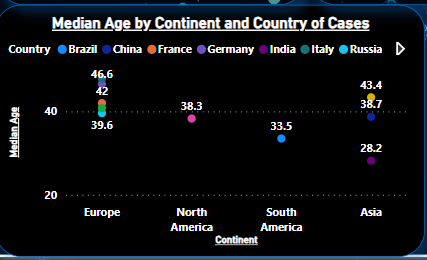 Median Age by Continent and Country of Cases
Country Brazil China France Germany India Italy Russia
46.6
42
39.6
38.3
33.5
43.4
38.7
28.2
Median Age
40
20
Europe
North America
South America
Asia
Continent